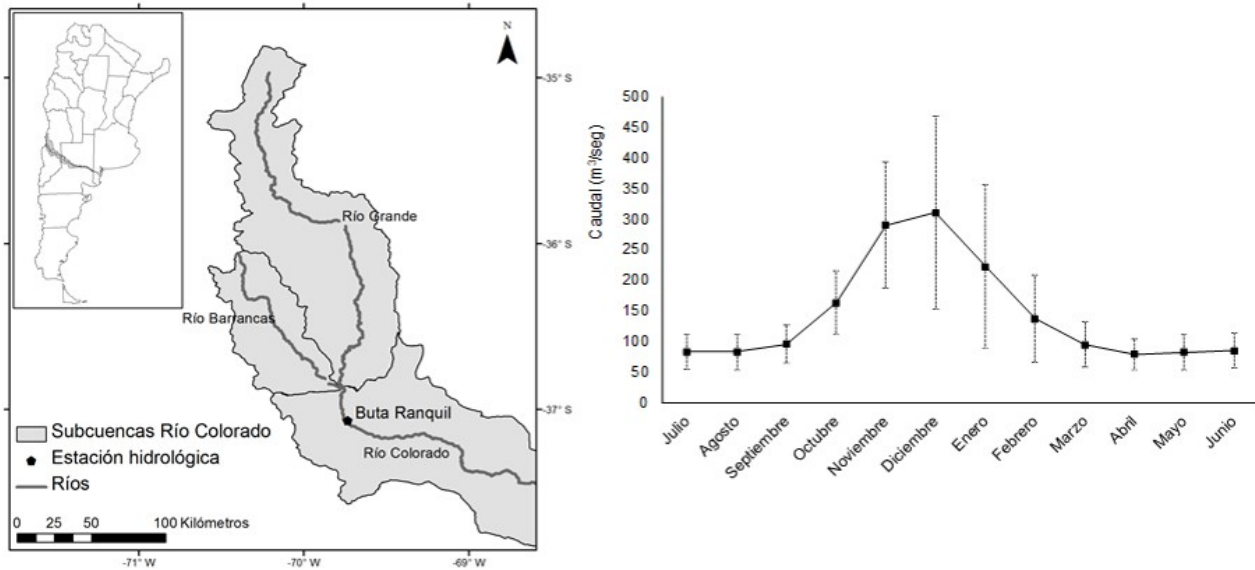 N
-35° S
-36° S
-37° S
Río Grande
Río Barrancas
Buta Ranquil
Río Colorado
Subcuencas Río Colorado
Estación hidrológica
Ríos
0 25 50 100 Kilómetros
-71° W
-70° W
-69° W
Caudal (m³/seg)
500
450
400
350
300
250
200
150
100
50
0
Julio
Agosto
Septiembre
Octubre
Noviembre
Diciembre
Enero
Febrero
Marzo
Abril
Mayo
Junio